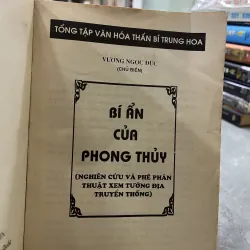 TỔNG TẬP VĂN HÓA THẦN BÍ TRUNG HOA
VƯƠNG NGỌC ĐỨC
(CHỦ BIÊN)
BÍ ẨN
CỦA
PHONG THỦY
(NGHIÊN CỨU VÀ PHÊ PHÁN
THUẬT XEM TƯỚNG ĐỊA
TRUYỀN THỐNG)